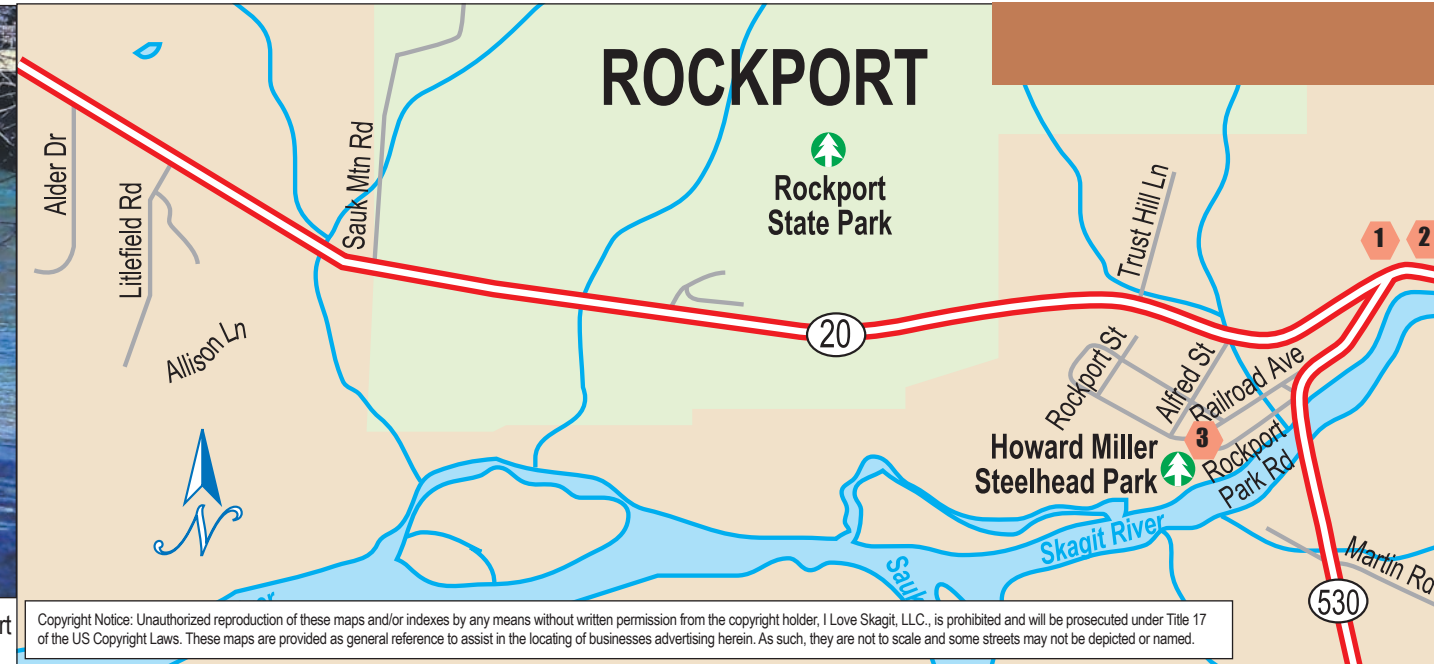 ROCKPORT
Rockport
State Park
Alder Dr
Litlefield Rd
Sauk Mtn Rd
Allison Ln
Trust Hill Ln
1
2
20
Rockport St
Alfred St
Railroad Ave
3
Howard Miller
Steelhead Park
Rockport
Park Rd
Skagit River
Sauk
Martin Rd
530
N
Copyright Notice: Unauthorized reproduction of these maps and/or indexes by any means without written permission from the copyright holder, I Love Skagit, LLC., is prohibited and will be prosecuted under Title 17
of the US Copyright Laws. These maps are provided as general reference to assist in the locating of businesses advertising herein. As such, they are not to scale and some streets may not be depicted or named.